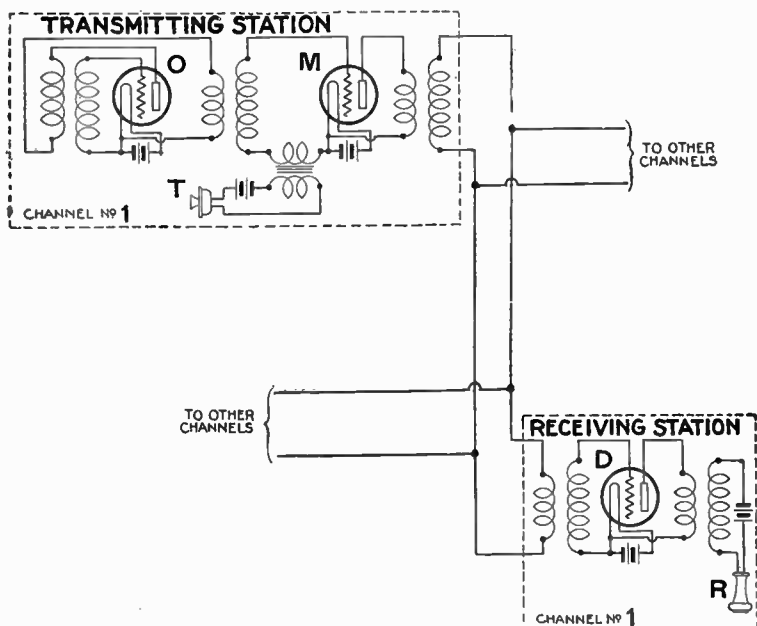 TRANSMITTING STATION
O
M
TO OTHER
CHANNELS
T
CHANNEL Nº 1
TO OTHER
CHANNELS
RECEIVING STATION
D
R
CHANNEL Nº 1